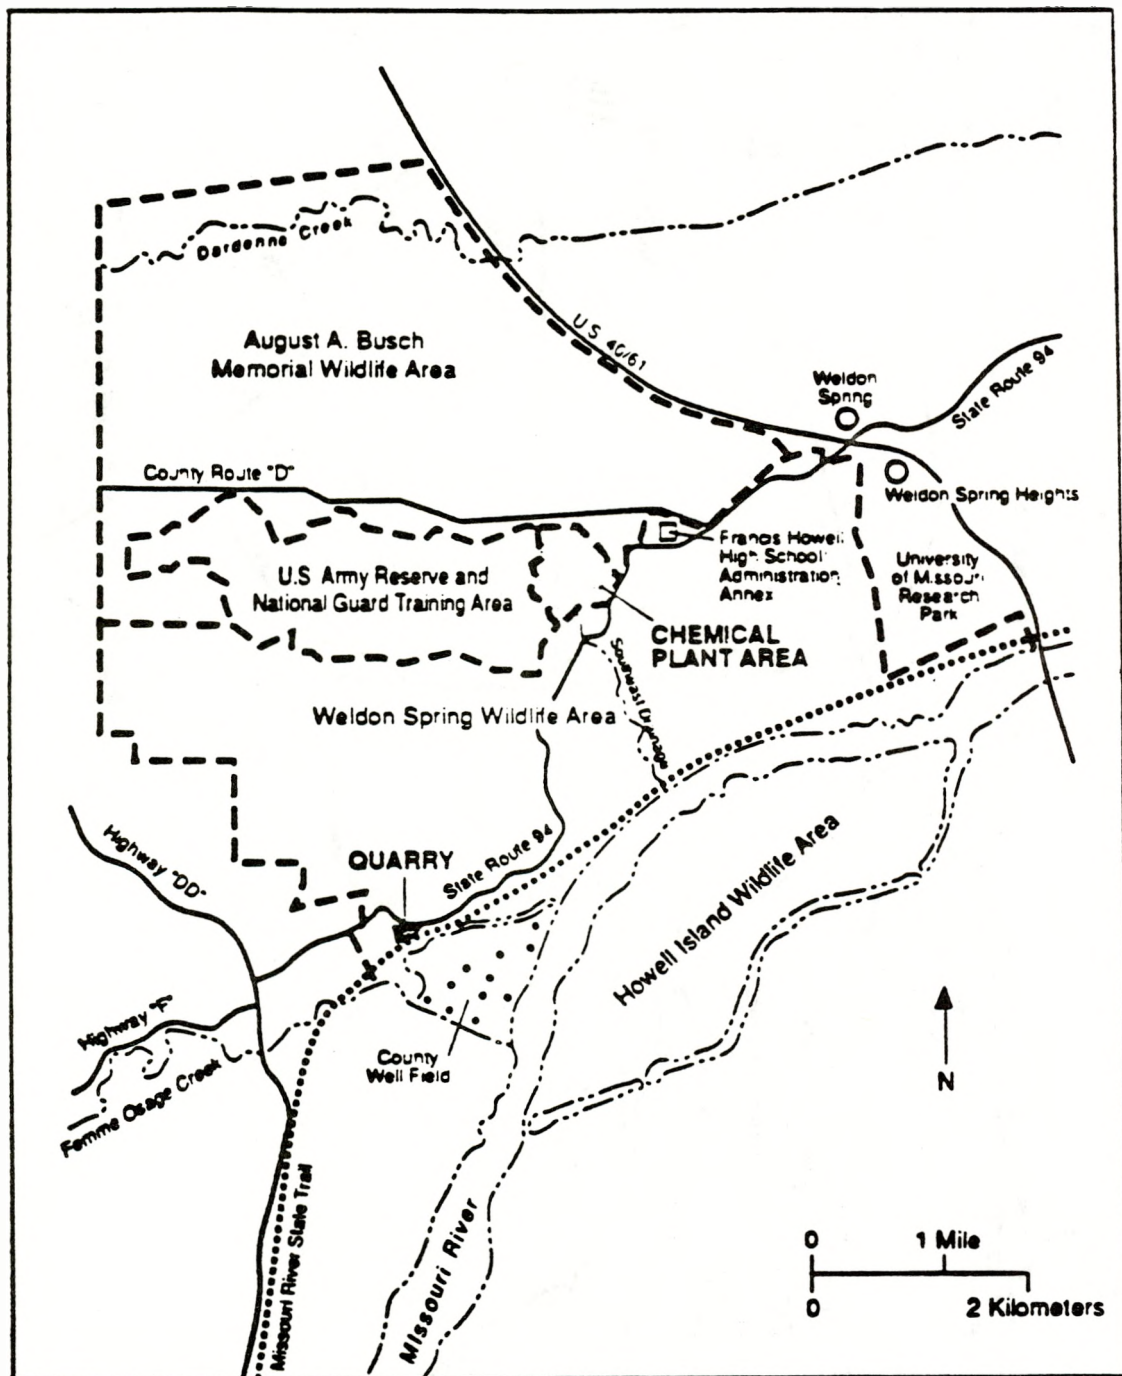 Dardenne Creek
August A. Busch
Memorial Wildlife Area
U.S. 40/61
Weldon
Spring
State Route 94
County Route "D"
Weldon Spring Heights
Francis Howell
High School
Administration
Annex
University
of Missouri
Research
Park
U.S. Army Reserve and
National Guard Training Area
CHEMICAL
PLANT AREA
Weldon Spring Wildlife Area
Southeast Drainage
Highway "DD"
QUARRY
State Route 94
Howell Island Wildlife Area
Highway "F"
Femme Osage Creek
County
Well Field
N
Missouri River State Trail
Missouri River
0 1 Mile
0 2 Kilometers